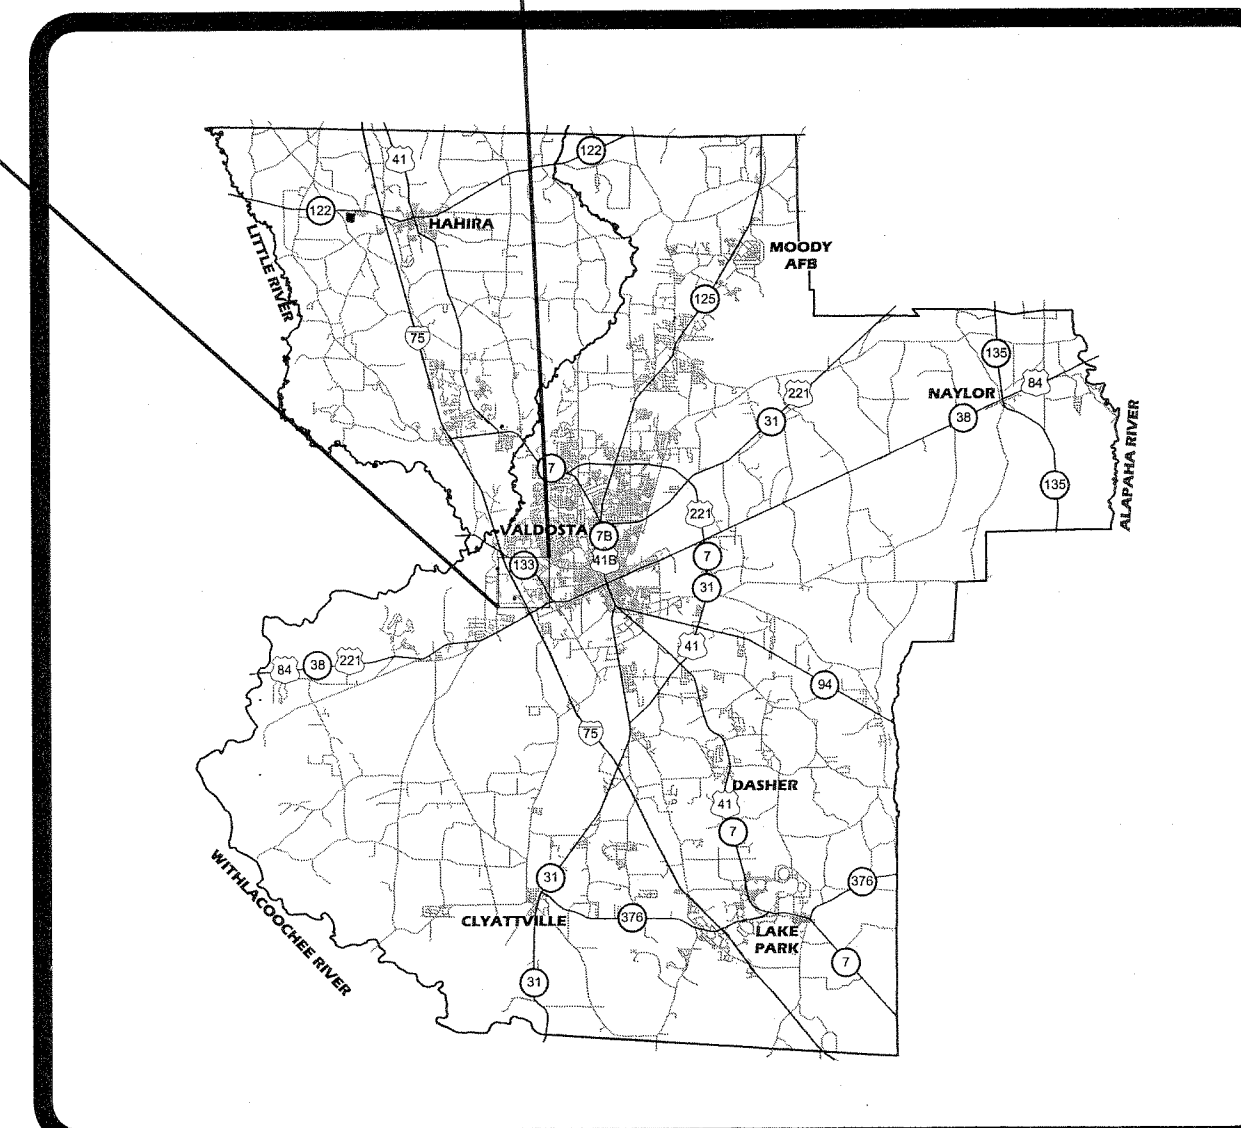 122
41
122
HAHIRA
LITTLE RIVER
MOODY
AFB
125
75
135
84
NAYLOR
221
38
31
ALAPAHA RIVER
7
135
221
VALDOSTA
7B
41B
7
133
31
41
84
38
221
94
75
DASHER
41
7
WITHLACOOCHEE RIVER
31
376
CLYATTVILLE
376
LAKE
PARK
7
31